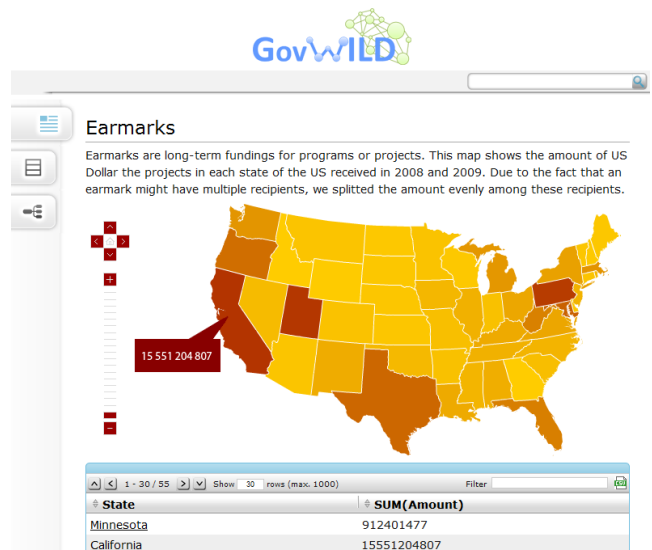 GovWILD
Earmarks
Earmarks are long-term fundings for programs or projects. This map shows the amount of US
Dollar the projects in each state of the US received in 2008 and 2009. Due to the fact that an
earmark might have multiple recipients, we splitted the amount evenly among these recipients.
15 551 204 807
1 - 30 / 55 Show 30 rows (max. 1000) Filter
State SUM(Amount)
Minnesota 912401477
California 15551204807